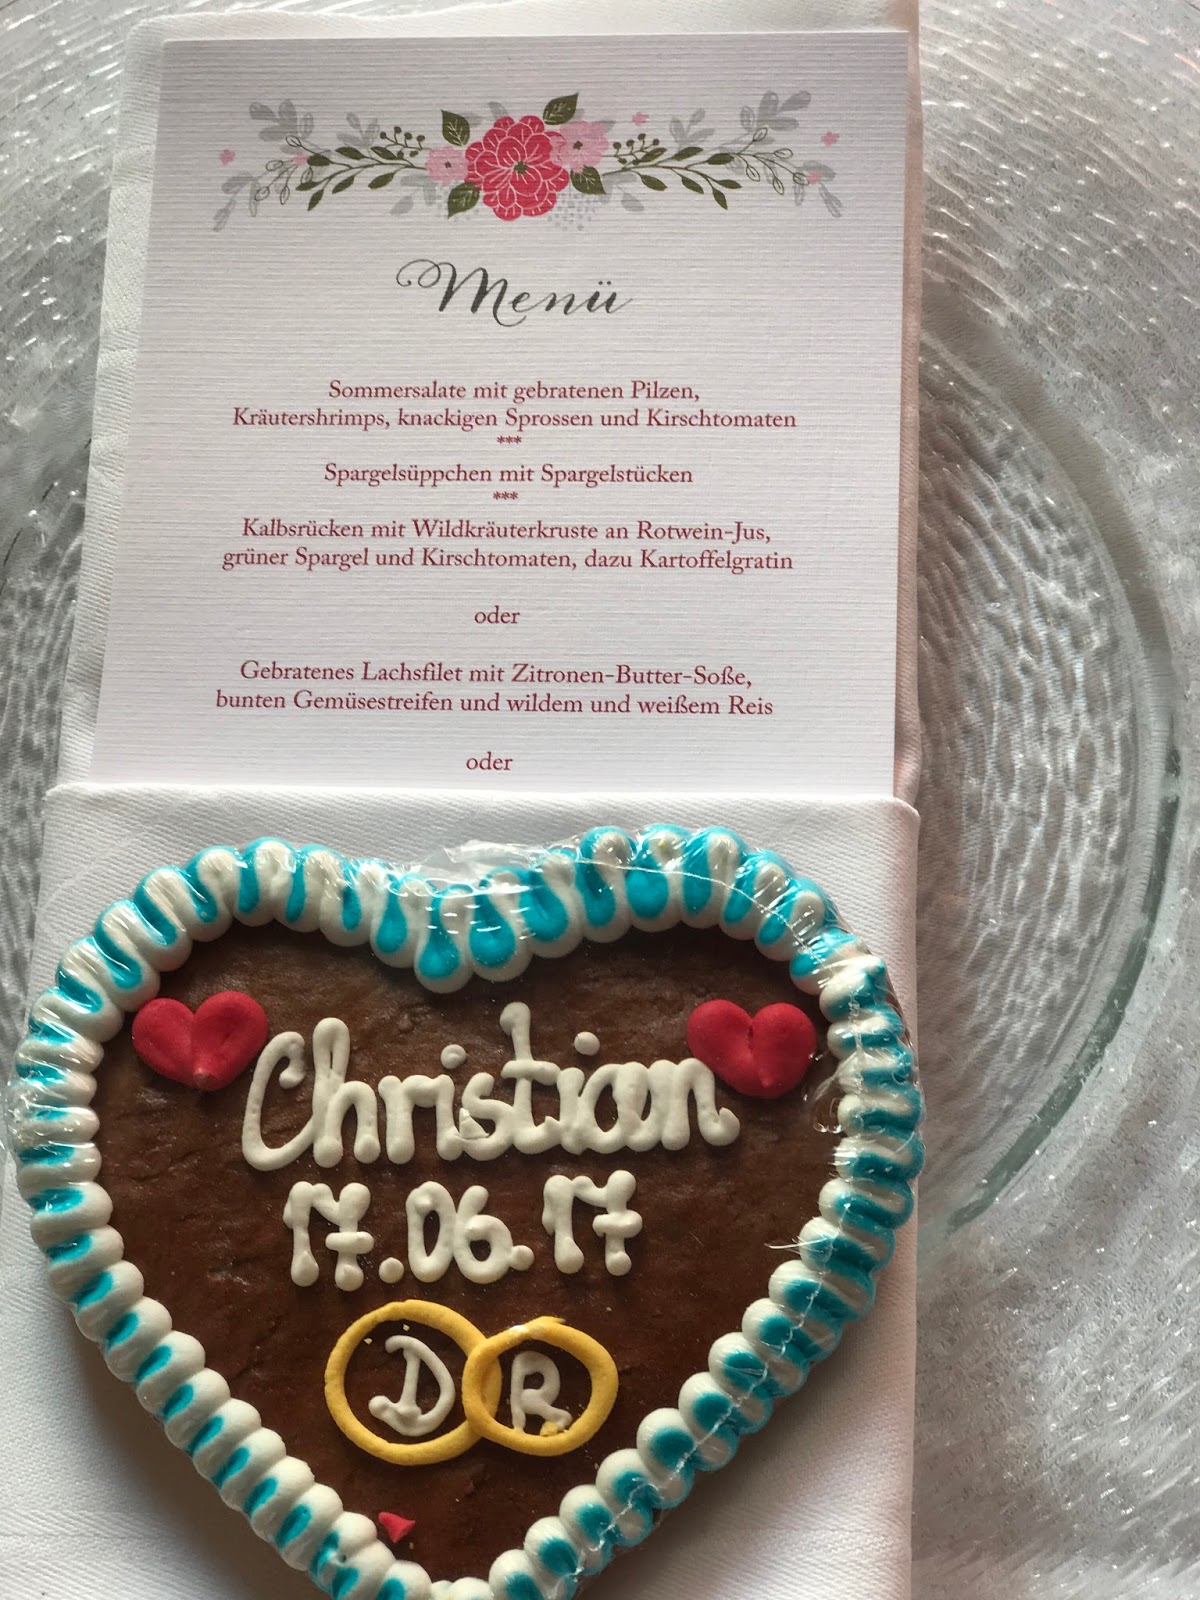 Menü
Sommersalate mit gebratenen Pilzen,
Kräutershrimps, knackigen Sprossen und Kirschtomaten
***
Spargelsüppchen mit Spargelstücken
***
Kalbsrücken mit Wildkräuterkruste an Rotwein-Jus,
grüner Spargel und Kirschtomaten, dazu Kartoffelgratin
oder
Gebratenes Lachsfilet mit Zitronen-Butter-Soße,
bunten Gemüsestreifen und wildem und weißem Reis
oder
Christian
17.06.17
D R